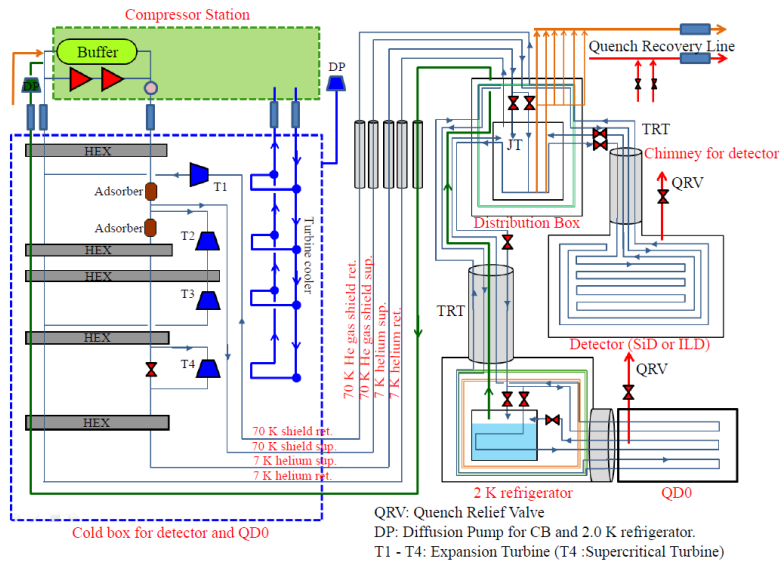 Compressor Station
Buffer
DP
DP
Quench Recovery Line
HEX
T1
Adsorber
Adsorber
T2
HEX
HEX
T3
HEX
T4
HEX
Turbine cooler
70 K He gas shield ret.
70 K He gas shield sup.
7 K helium sup.
7 K helium ret.
70 K shield ret.
70 K shield sup.
7 K helium sup.
7 K helium ret.
Cold box for detector and QD0
JT
Distribution Box
TRT
Chimney for detector
QRV
TRT
Detector (SiD or ILD)
QRV
2 K refrigerator
QD0
QRV: Quench Relief Valve
DP: Diffusion Pump for CB and 2.0 K refrigerator.
T1 - T4: Expansion Turbine (T4 :Supercritical Turbine)